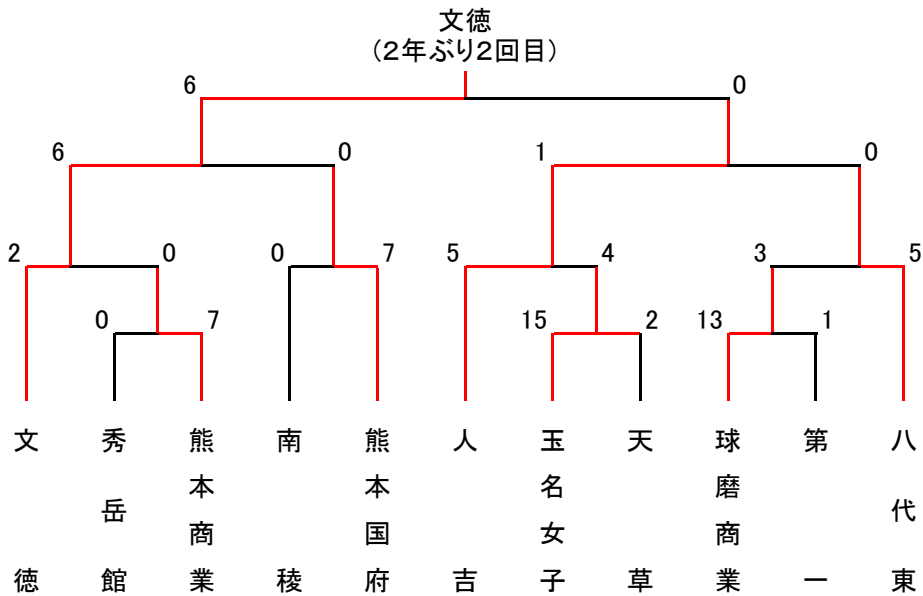 文徳
（2年ぶり2回目）
6 0
6 0 1 0
2 0 0 7 5 4 3 5
0 7 15 2 13 1
文徳
秀岳館
熊本商業
南稜
熊本国府
人吉
玉名女子
天草
球磨商業
第一
八代東